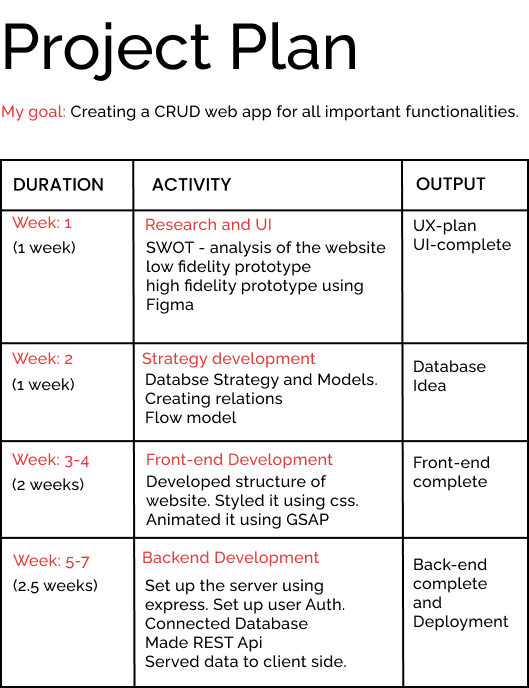 Project Plan
My goal: Creating a CRUD web app for all important functionalities.
DURATION ACTIVITY OUTPUT
Week: 1
(1 week)
Research and UI
SWOT - analysis of the website
low fidelity prototype
high fidelity prototype using
Figma
UX-plan
UI-complete
Week: 2
(1 week)
Strategy development
Databse Strategy and Models.
Creating relations
Flow model
Database
Idea
Week: 3-4
(2 weeks)
Front-end Development
Developed structure of
website. Styled it using css.
Animated it using GSAP
Front-end
complete
Week: 5-7
(2.5 weeks)
Backend Development
Set up the server using
express. Set up user Auth.
Connected Database
Made REST Api
Served data to client side.
Back-end
complete
and
Deployment